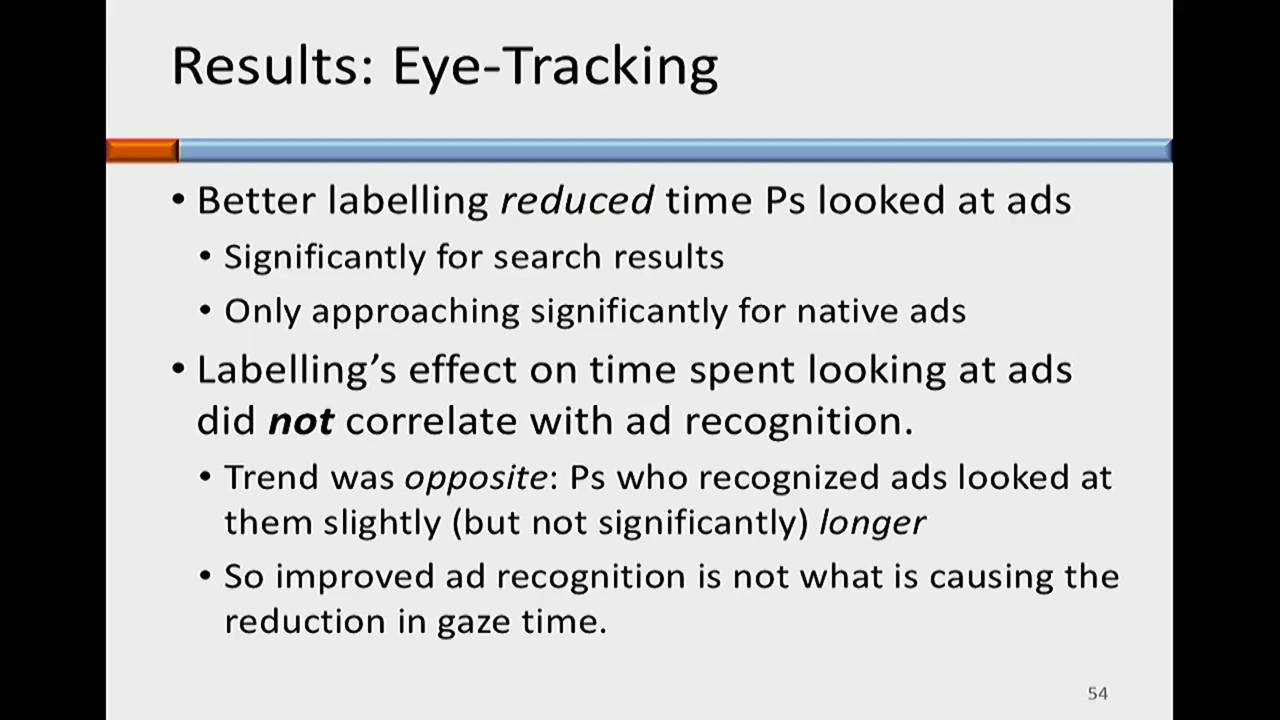 Results: Eye-Tracking
• Better labelling reduced time Ps looked at ads
• Significantly for search results
• Only approaching significantly for native ads
• Labelling’s effect on time spent looking at ads
did not correlate with ad recognition.
• Trend was opposite: Ps who recognized ads looked at
them slightly (but not significantly) longer
• So improved ad recognition is not what is causing the
reduction in gaze time.
54